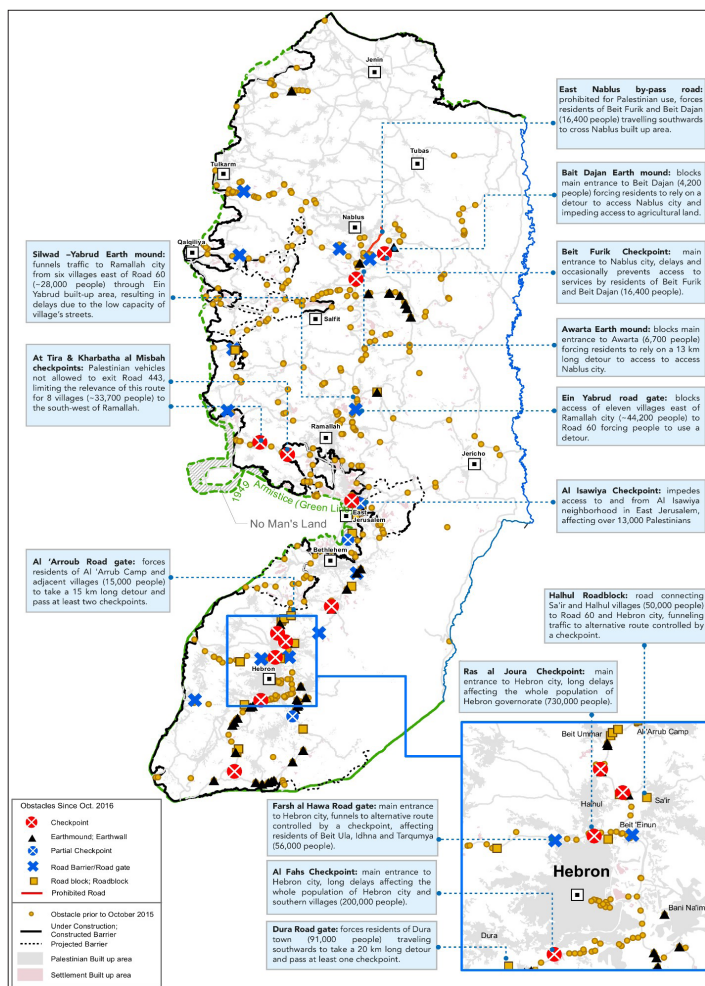 Jenin
East Nablus by-pass road:
prohibited for Palestinian use, forces
residents of Beit Furik and Beit Dajan
(16,400 people) travelling southwards
to cross Nablus built up area.
Tubas
Tulkarm
Bait Dajan Earth mound: blocks
main entrance to Beit Dajan (4,200
people) forcing residents to rely on a
detour to access Nablus city and
impeding access to agricultural land.
Nablus
Qalqiliya
Silwad –Yabrud Earth mound:
funnels traffic to Ramallah city
from six villages east of Road 60
(~28,000 people) through Ein
Yabrud built-up area, resulting in
delays due to the low capacity of
village's streets.
Beit Furik Checkpoint: main
entrance to Nablus city, delays and
occasionally prevents access to
services by residents of Beit Furik
and Beit Dajan (16,400 people).
Salfit
Awarta Earth mound: blocks main
entrance to Awarta (6,700 people)
forcing residents to rely on a 13 km
long detour to access to access
Nablus city.
At Tira & Kharbatha al Misbah
checkpoints: Palestinian vehicles
not allowed to exit Road 443,
limiting the relevance of this route
for 8 villages (~33,700 people) to
the south-west of Ramallah.
Ein Yabrud road gate: blocks
access of eleven villages east of
Ramallah city (~44,200 people) to
Road 60 forcing people to use a
detour.
Ramallah
Jericho
1949 Armistice (Green Line)
No Man's Land
East
Jerusalem
Al Isawiya Checkpoint: impedes
access to and from Al Isawiya
neighborhood in East Jerusalem,
affecting over 13,000 Palestinians
Bethlehem
Al 'Arroub Road gate: forces
residents of Al 'Arrub Camp and
adjacent villages (15,000 people)
to take a 15 km long detour and
pass at least two checkpoints.
Halhul Roadblock: road connecting
Sa'ir and Halhul villages (50,000 people)
to Road 60 and Hebron city, funneling
traffic to alternative route controlled by
a checkpoint.
Hebron
Ras al Joura Checkpoint: main
entrance to Hebron city, long delays
affecting the whole population of
Hebron governorate (730,000 people).
Beit Ummar
Al-'Arrub Camp
Halhul
Sa'ir
Beit 'Einun
Hebron
Bani Na'im
Dura
Farsh al Hawa Road gate: main entrance
to Hebron city, funnels to alternative route
controlled by a checkpoint, affecting
residents of Beit Ula, Idhna and Tarqumya
(56,000 people).
Al Fahs Checkpoint: main entrance to
Hebron city, long delays affecting the
whole population of Hebron city and
southern villages (200,000 people).
Dura Road gate: forces residents of Dura
town (91,000 people) traveling
southwards to take a 20 km long detour
and pass at least one checkpoint.
Obstacles Since Oct. 2016
Checkpoint
Earthmound; Earthwall
Partial Checkpoint
Road Barrier/Road gate
Road block; Roadblock
Prohibited Road
Obstacle prior to October 2015
Under Construction;
Constructed Barrier
Projected Barrier
Palestinian Built up area
Settlement Built up area